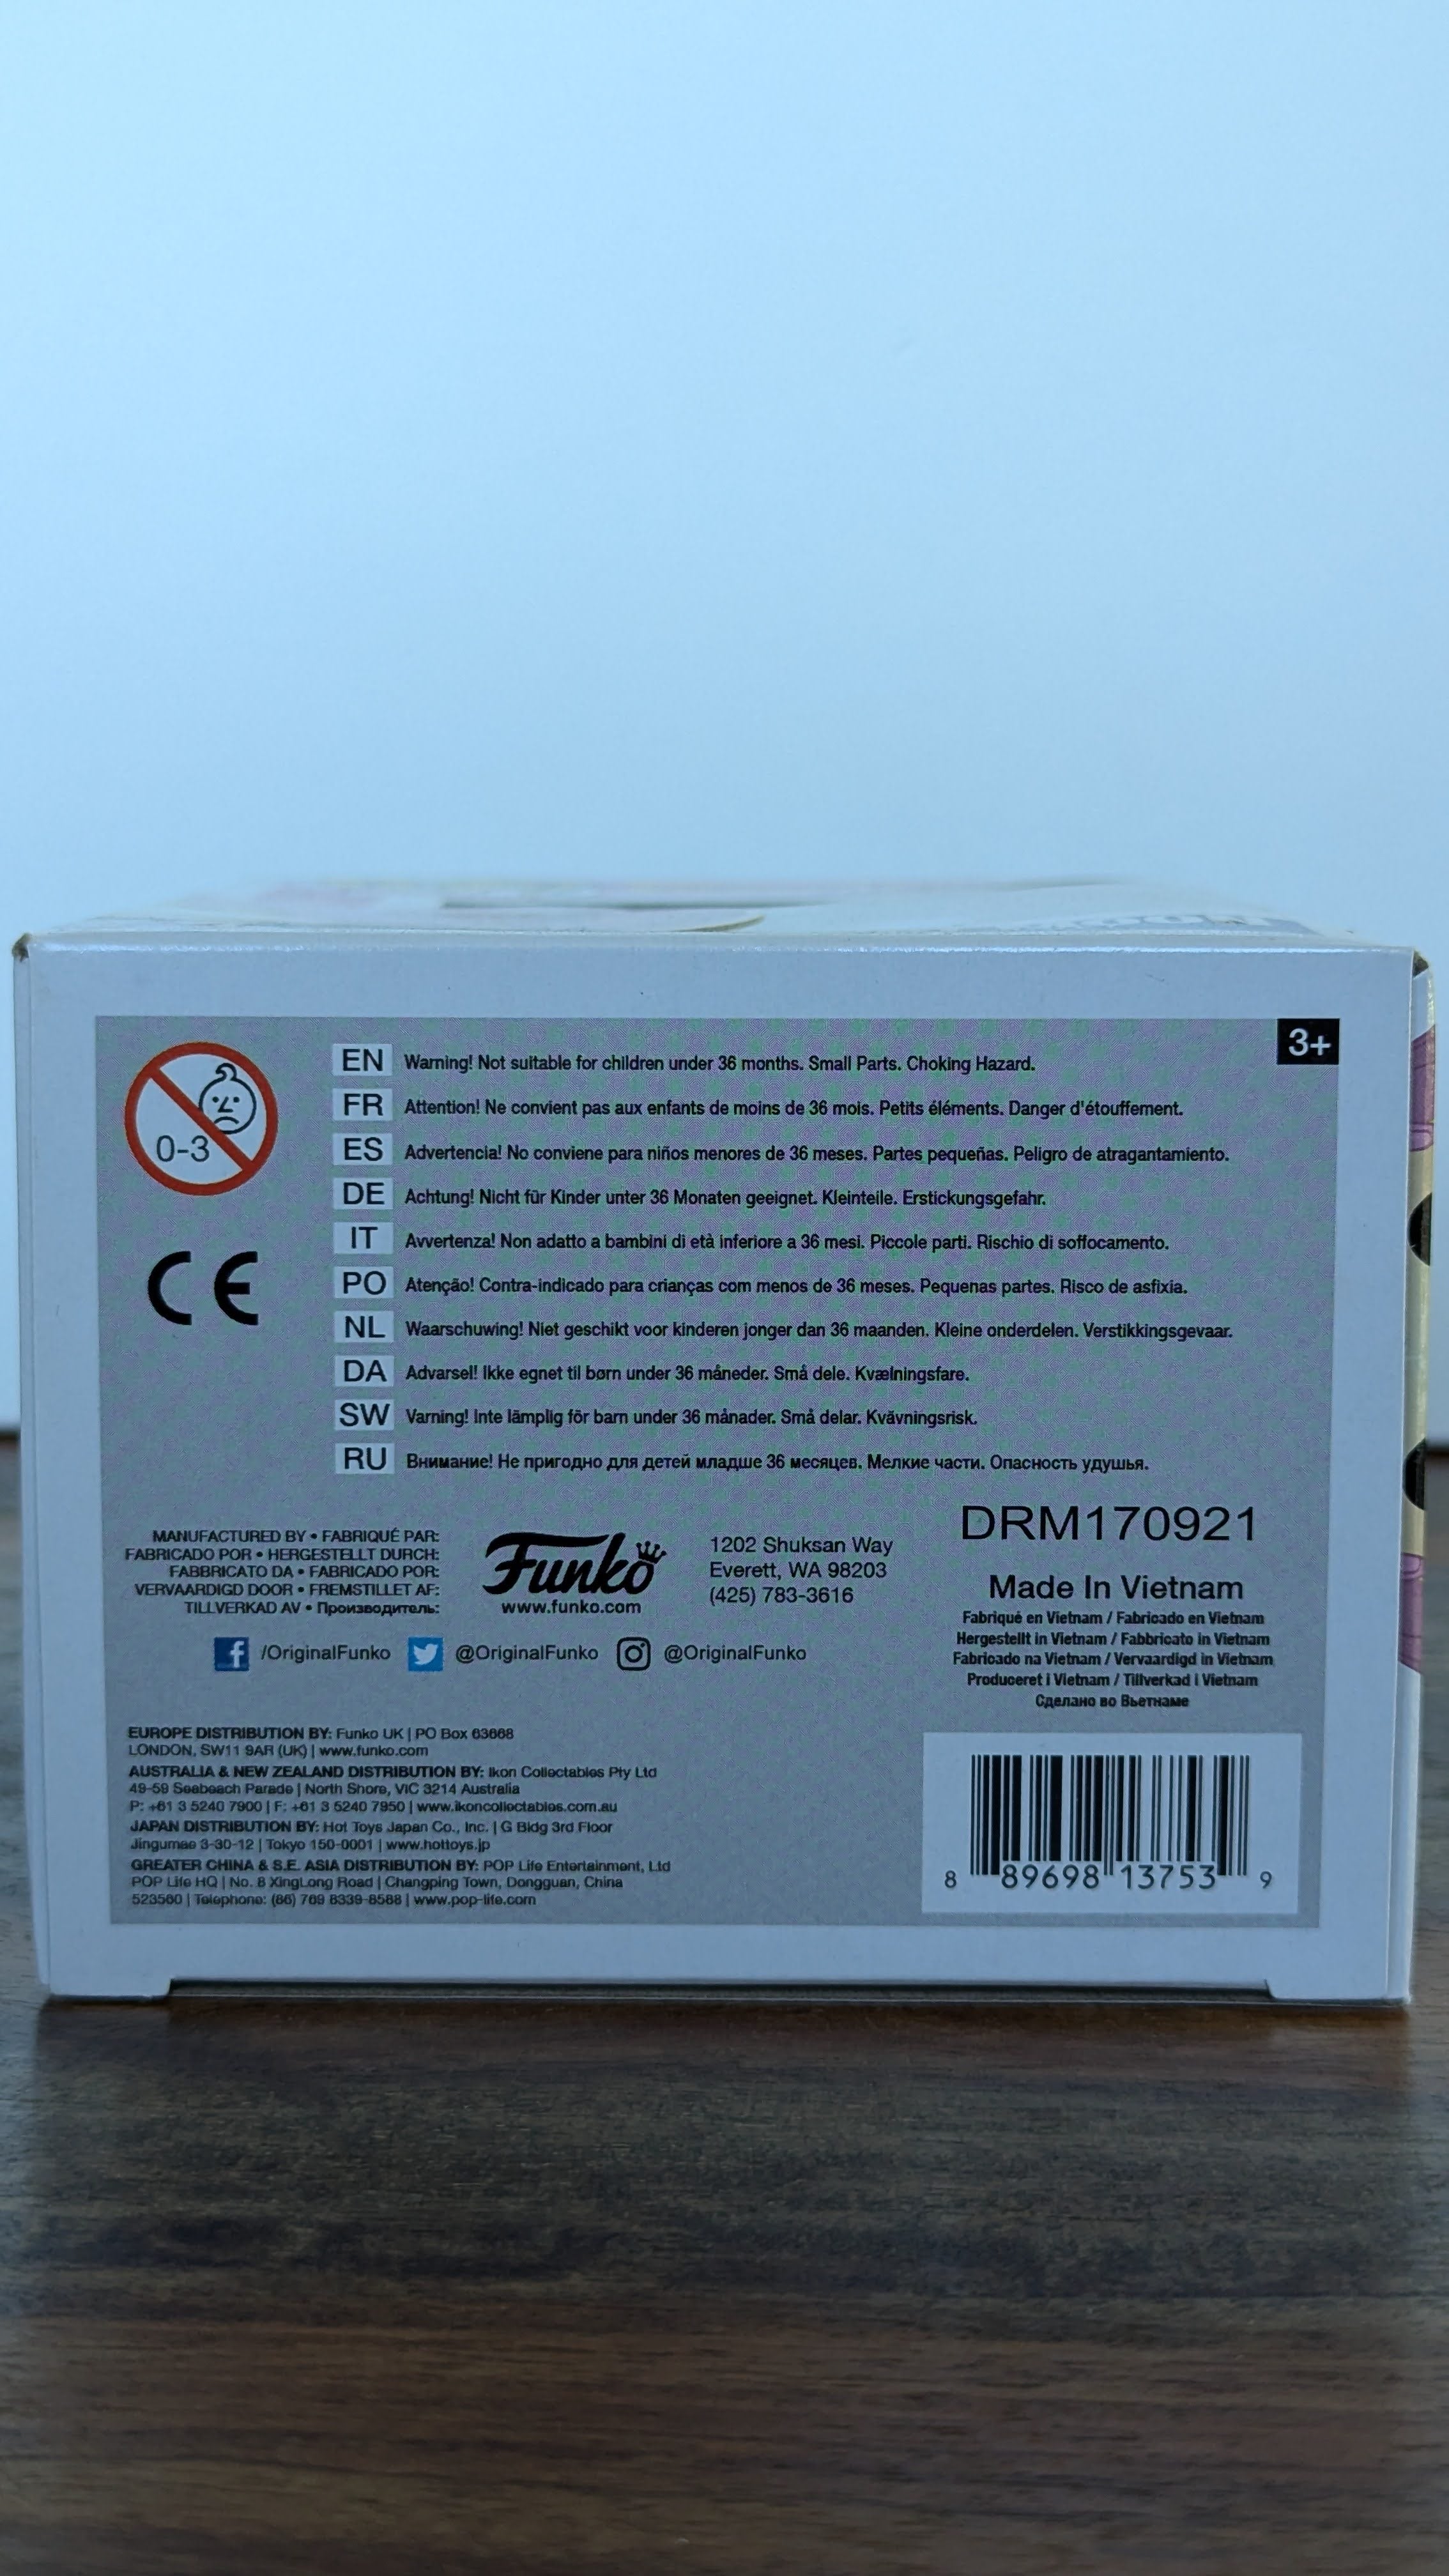 3+
0-3
EN Warning! Not suitable for children under 36 months. Small Parts. Choking Hazard.
FR Attention! Ne convient pas aux enfants de moins de 36 mois. Petits éléments. Danger d'étouffement.
ES Advertencia! No conviene para niños menores de 36 meses. Partes pequeñas. Peligro de atragantamiento.
DE Achtung! Nicht für Kinder unter 36 Monaten geeignet. Kleinteile. Erstickungsgefahr.
IT Avvertenza! Non adatto a bambini di età inferiore a 36 mesi. Piccole parti. Rischio di soffocamento.
PO Atenção! Contra-indicado para crianças com menos de 36 meses. Pequenas partes. Risco de asfixia.
NL Waarschuwing! Niet geschikt voor kinderen jonger dan 36 maanden. Kleine onderdelen. Verstikkingsgevaar.
DA Advarsel! Ikke egnet til børn under 36 måneder. Små dele. Kvælningsfare.
SW Varning! Inte lämplig för barn under 36 månader. Små delar. Kvävningsrisk.
RU Внимание! Не пригодно для детей младше 36 месяцев. Мелкие части. Опасность удушья.
CE
MANUFACTURED BY • FABRIQUÉ PAR:
FABRICADO POR • HERGESTELLT DURCH:
FABBRICATO DA • FABRICADO POR:
VERVAARDIGD DOOR • FREMSTILLET AF:
TILLVERKAD AV • Производитель:
Funko
www.funko.com
1202 Shuksan Way
Everett, WA 98203
(425) 783-3616
/OriginalFunko @OriginalFunko @OriginalFunko
DRM170921
Made In Vietnam
Fabriqué en Vietnam / Fabricado en Vietnam
Hergestellt in Vietnam / Fabbricato in Vietnam
Fabricado na Vietnam / Vervaardigd in Vietnam
Produceret i Vietnam / Tillverkad i Vietnam
Сделано во Вьетнаме
EUROPE DISTRIBUTION BY: Funko UK | PO Box 63668
LONDON, SW11 9AR (UK) | www.funko.com
AUSTRALIA & NEW ZEALAND DISTRIBUTION BY: Ikon Collectables Pty Ltd
49-59 Seabeach Parade | North Shore, VIC 3214 Australia
P: +61 3 5240 7900 | F: +61 3 5240 7950 | www.ikoncollectables.com.au
JAPAN DISTRIBUTION BY: Hot Toys Japan Co., Inc. | G Bldg 3rd Floor
Jingumae 3-30-12 | Tokyo 150-0001 | www.hottoys.jp
GREATER CHINA & S.E. ASIA DISTRIBUTION BY: POP Life Entertainment, Ltd
POP Life HQ | No. 8 XingLong Road | Changping Town, Dongguan, China
523560 | Telephone: (86) 769 8339-8588 | www.pop-life.com
8 89698 13753 9